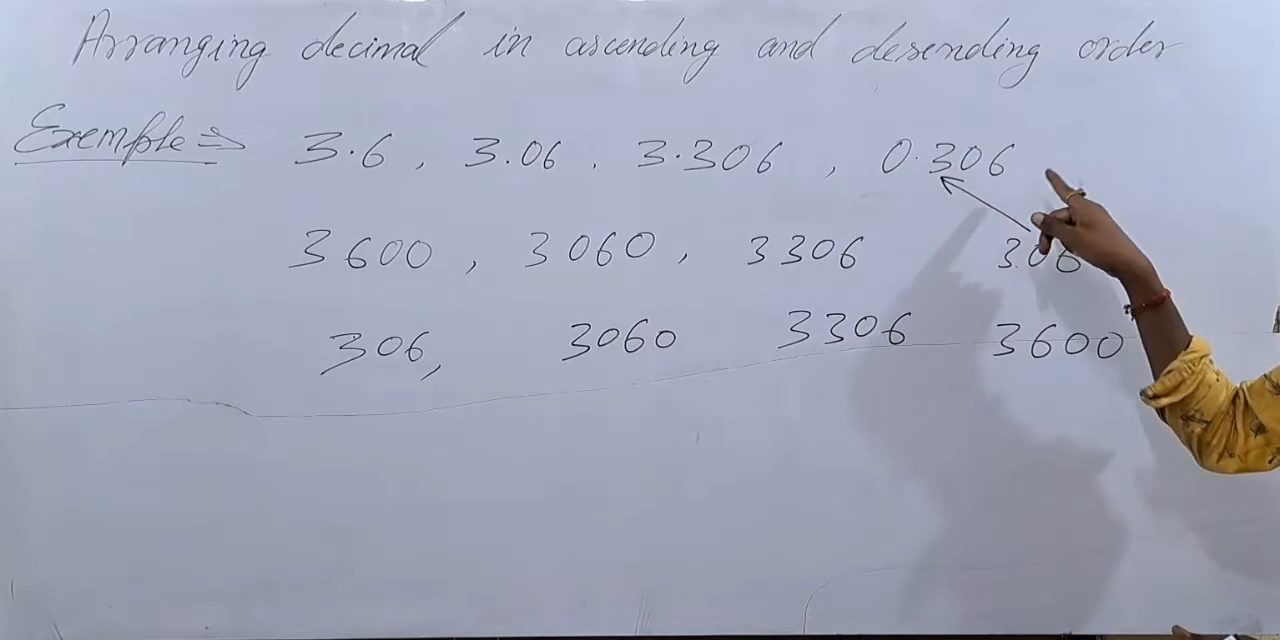 Arranging decimal in ascending and desending order
Exemple ⇒ 3.6 , 3.06 , 3.306 , 0.306
3600 , 3060 , 3306 306
306, 3060 3306 3600